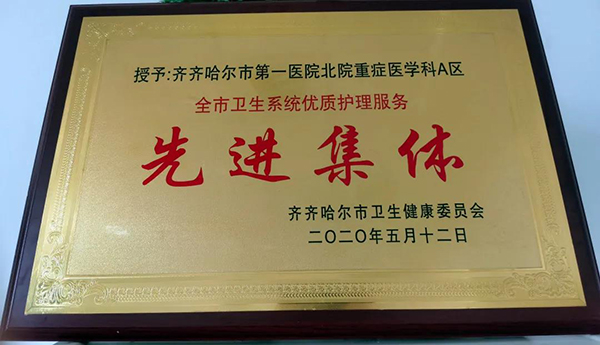 授予:齐齐哈尔市第一医院北院重症医学科A区
全市卫生系统优质护理服务
先进集体
齐齐哈尔市卫生健康委员会
二〇二〇年五月十二日